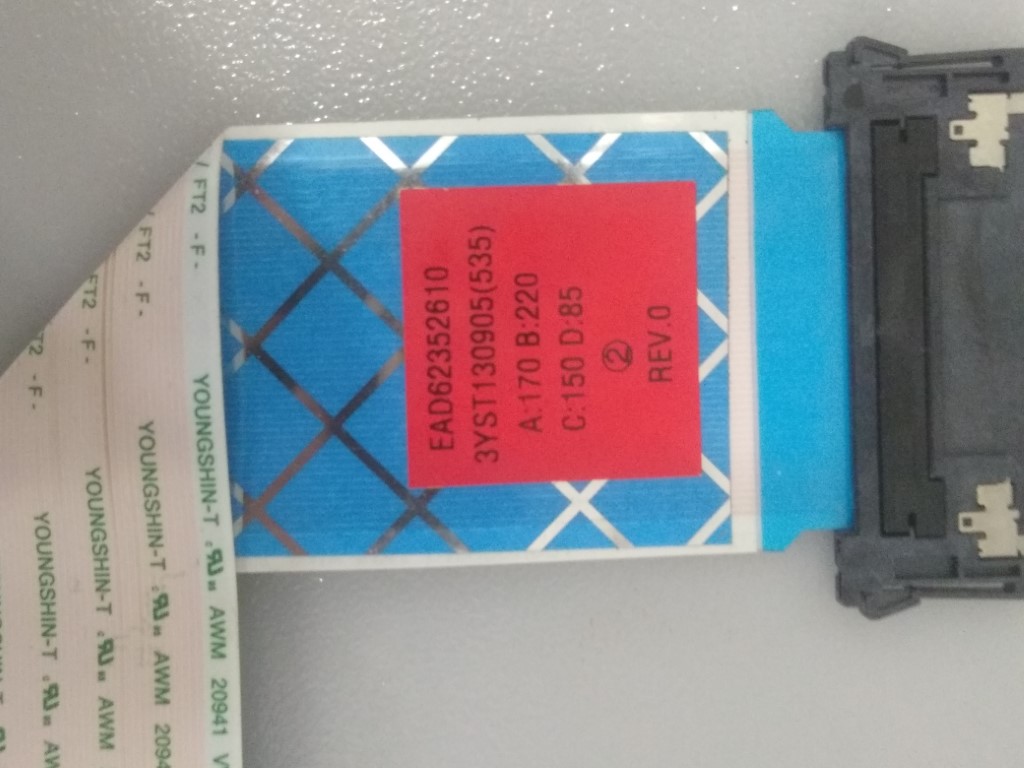 EAD62352610
3YST130905(535)
A:170 B:220
C:150 D:85
②
REV.0
FT2 -F-
FT2 -F-
FT2 -F-
-F-
YOUNGSHIN-T AWM 20941
YOUNGSHIN-T AWM
YOUNGSHIN-T AWM
YOUNGSHIN-T